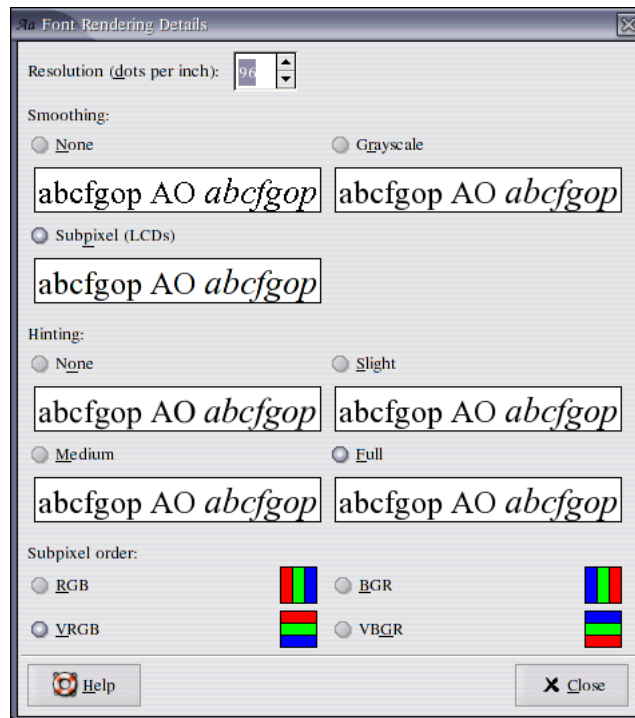 Aa Font Rendering Details
Resolution (dots per inch): 96
Smoothing:
None
Grayscale
abcfgop AO abcfgop
abcfgop AO abcfgop
Subpixel (LCDs)
abcfgop AO abcfgop
Hinting:
None
Slight
abcfgop AO abcfgop
abcfgop AO abcfgop
Medium
Full
abcfgop AO abcfgop
abcfgop AO abcfgop
Subpixel order:
RGB
BGR
VRGB
VBGR
Help
Close